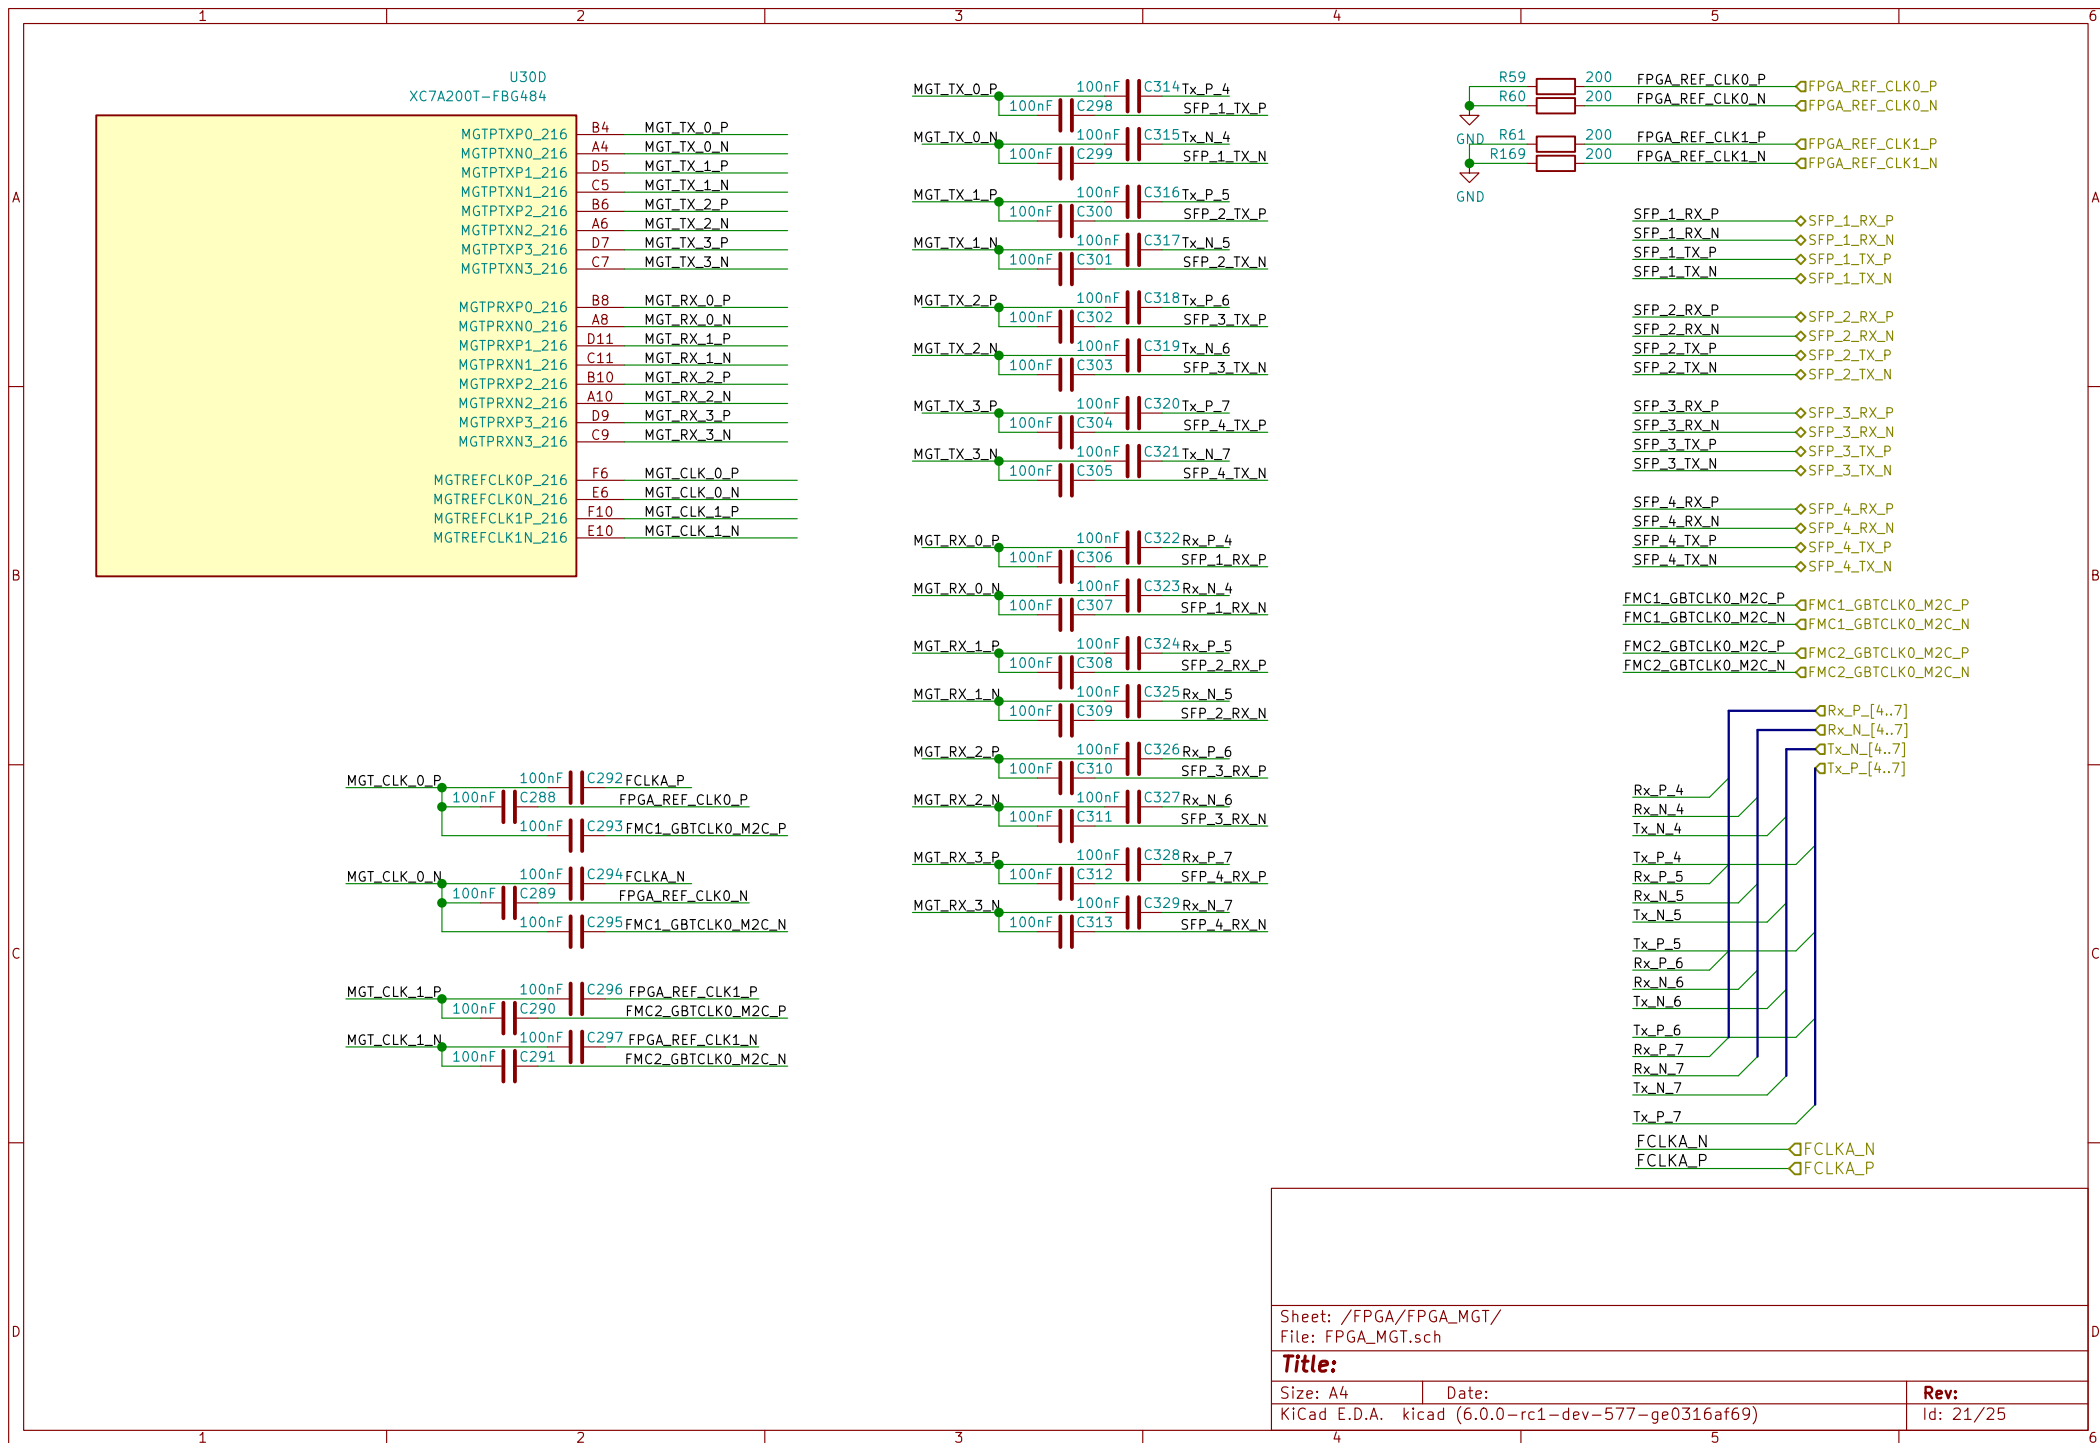 1 2 3 4 5 6
U30D
XC7A200T-FBG484
MGTPTXP0_216 B4 MGT_TX_0_P
MGTPTXN0_216 A4 MGT_TX_0_N
MGTPTXP1_216 D5 MGT_TX_1_P
MGTPTXN1_216 C5 MGT_TX_1_N
MGTPTXP2_216 B6 MGT_TX_2_P
MGTPTXN2_216 A6 MGT_TX_2_N
MGTPTXP3_216 D7 MGT_TX_3_P
MGTPTXN3_216 C7 MGT_TX_3_N
MGTPRXP0_216 B8 MGT_RX_0_P
MGTPRXN0_216 A8 MGT_RX_0_N
MGTPRXP1_216 D11 MGT_RX_1_P
MGTPRXN1_216 C11 MGT_RX_1_N
MGTPRXP2_216 B10 MGT_RX_2_P
MGTPRXN2_216 A10 MGT_RX_2_N
MGTPRXP3_216 D9 MGT_RX_3_P
MGTPRXN3_216 C9 MGT_RX_3_N
MGTREFCLK0P_216 F6 MGT_CLK_0_P
MGTREFCLK0N_216 E6 MGT_CLK_0_N
MGTREFCLK1P_216 F10 MGT_CLK_1_P
MGTREFCLK1N_216 E10 MGT_CLK_1_N
MGT_CLK_0_P 100nF C292 FCLKA_P
100nF C288 FPGA_REF_CLK0_P
100nF C293 FMC1_GBTCLK0_M2C_P
MGT_CLK_0_N 100nF C294 FCLKA_N
100nF C289 FPGA_REF_CLK0_N
100nF C295 FMC1_GBTCLK0_M2C_N
MGT_CLK_1_P 100nF C296 FPGA_REF_CLK1_P
100nF C290 FMC2_GBTCLK0_M2C_P
MGT_CLK_1_N 100nF C297 FPGA_REF_CLK1_N
100nF C291 FMC2_GBTCLK0_M2C_N
MGT_TX_0_P 100nF C314 Tx_P_4
100nF C298 SFP_1_TX_P
MGT_TX_0_N 100nF C315 Tx_N_4
100nF C299 SFP_1_TX_N
MGT_TX_1_P 100nF C316 Tx_P_5
100nF C300 SFP_2_TX_P
MGT_TX_1_N 100nF C317 Tx_N_5
100nF C301 SFP_2_TX_N
MGT_TX_2_P 100nF C318 Tx_P_6
100nF C302 SFP_3_TX_P
MGT_TX_2_N 100nF C319 Tx_N_6
100nF C303 SFP_3_TX_N
MGT_TX_3_P 100nF C320 Tx_P_7
100nF C304 SFP_4_TX_P
MGT_TX_3_N 100nF C321 Tx_N_7
100nF C305 SFP_4_TX_N
MGT_RX_0_P 100nF C322 Rx_P_4
100nF C306 SFP_1_RX_P
MGT_RX_0_N 100nF C323 Rx_N_4
100nF C307 SFP_1_RX_N
MGT_RX_1_P 100nF C324 Rx_P_5
100nF C308 SFP_2_RX_P
MGT_RX_1_N 100nF C325 Rx_N_5
100nF C309 SFP_2_RX_N
MGT_RX_2_P 100nF C326 Rx_P_6
100nF C310 SFP_3_RX_P
MGT_RX_2_N 100nF C327 Rx_N_6
100nF C311 SFP_3_RX_N
MGT_RX_3_P 100nF C328 Rx_P_7
100nF C312 SFP_4_RX_P
MGT_RX_3_N 100nF C329 Rx_N_7
100nF C313 SFP_4_RX_N
R59 200 FPGA_REF_CLK0_P FPGA_REF_CLK0_P
R60 200 FPGA_REF_CLK0_N FPGA_REF_CLK0_N
GND
R61 200 FPGA_REF_CLK1_P FPGA_REF_CLK1_P
R169 200 FPGA_REF_CLK1_N FPGA_REF_CLK1_N
GND
SFP_1_RX_P SFP_1_RX_P
SFP_1_RX_N SFP_1_RX_N
SFP_1_TX_P SFP_1_TX_P
SFP_1_TX_N SFP_1_TX_N
SFP_2_RX_P SFP_2_RX_P
SFP_2_RX_N SFP_2_RX_N
SFP_2_TX_P SFP_2_TX_P
SFP_2_TX_N SFP_2_TX_N
SFP_3_RX_P SFP_3_RX_P
SFP_3_RX_N SFP_3_RX_N
SFP_3_TX_P SFP_3_TX_P
SFP_3_TX_N SFP_3_TX_N
SFP_4_RX_P SFP_4_RX_P
SFP_4_RX_N SFP_4_RX_N
SFP_4_TX_P SFP_4_TX_P
SFP_4_TX_N SFP_4_TX_N
FMC1_GBTCLK0_M2C_P FMC1_GBTCLK0_M2C_P
FMC1_GBTCLK0_M2C_N FMC1_GBTCLK0_M2C_N
FMC2_GBTCLK0_M2C_P FMC2_GBTCLK0_M2C_P
FMC2_GBTCLK0_M2C_N FMC2_GBTCLK0_M2C_N
Rx_P_[4..7]
Rx_N_[4..7]
Tx_N_[4..7]
Tx_P_[4..7]
Rx_P_4
Rx_N_4
Tx_N_4
Tx_P_4
Rx_P_5
Rx_N_5
Tx_N_5
Tx_P_5
Rx_P_6
Rx_N_6
Tx_N_6
Tx_P_6
Rx_P_7
Rx_N_7
Tx_N_7
Tx_P_7
FCLKA_N FCLKA_N
FCLKA_P FCLKA_P
A A
B B
C C
D D
Sheet: /FPGA/FPGA_MGT/
File: FPGA_MGT.sch
Title:
Size: A4 Date: Rev:
KiCad E.D.A. kicad (6.0.0-rc1-dev-577-ge0316af69) Id: 21/25
1 2 3 4 5 6